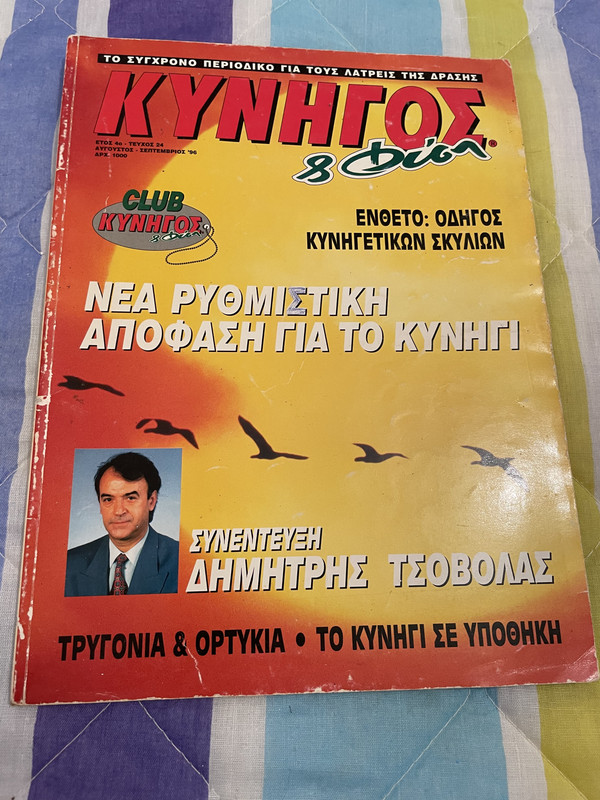 ΤΟ ΣΥΓΧΡΟΝΟ ΠΕΡΙΟΔΙΚΟ ΓΙΑ ΤΟΥΣ ΛΑΤΡΕΙΣ ΤΗΣ ΔΡΑΣΗΣ
ΚΥΝΗΓΟΣ
& Φύση
ΕΤΟΣ 4ο - ΤΕΥΧΟΣ 24
ΑΥΓΟΥΣΤΟΣ - ΣΕΠΤΕΜΒΡΙΟΣ '96
ΔΡΧ. 1000
CLUB
ΚΥΝΗΓΟΣ
& Φύση
ΕΝΘΕΤΟ: ΟΔΗΓΟΣ
ΚΥΝΗΓΕΤΙΚΩΝ ΣΚΥΛΙΩΝ
ΝΕΑ ΡΥΘΜΙΣΤΙΚΗ
ΑΠΟΦΑΣΗ ΓΙΑ ΤΟ ΚΥΝΗΓΙ
ΣΥΝΕΝΤΕΥΞΗ
ΔΗΜΗΤΡΗΣ ΤΣΟΒΟΛΑΣ
ΤΡΥΓΟΝΙΑ & ΟΡΤΥΚΙΑ • ΤΟ ΚΥΝΗΓΙ ΣΕ ΥΠΟΘΗΚΗ